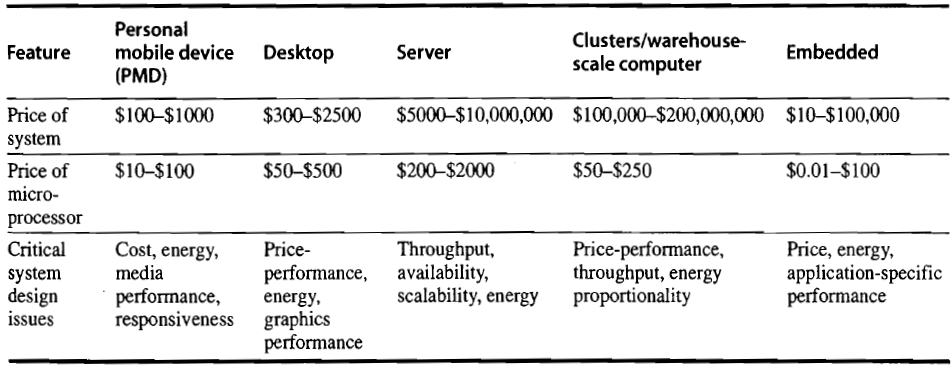 Feature Personal mobile device (PMD) Desktop Server Clusters/warehouse-scale computer Embedded
Price of system $100–$1000 $300–$2500 $5000–$10,000,000 $100,000–$200,000,000 $10–$100,000
Price of micro-processor $10–$100 $50–$500 $200–$2000 $50–$250 $0.01–$100
Critical system design issues Cost, energy, media performance, responsiveness Price-performance, energy, graphics performance Throughput, availability, scalability, energy Price-performance, throughput, energy proportionality Price, energy, application-specific performance